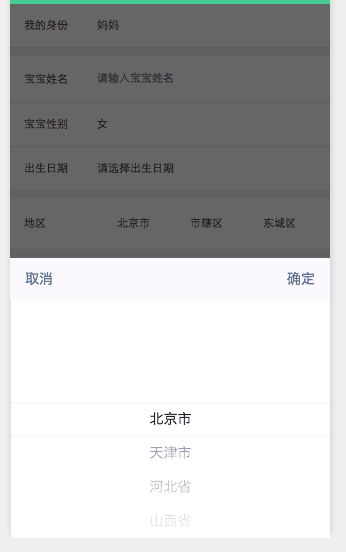 我的身份 妈妈
宝宝姓名 请输入宝宝姓名
宝宝性别 女
出生日期 请选择出生日期
地区 北京市 市辖区 东城区
取消 确定
北京市
天津市
河北省
山西省